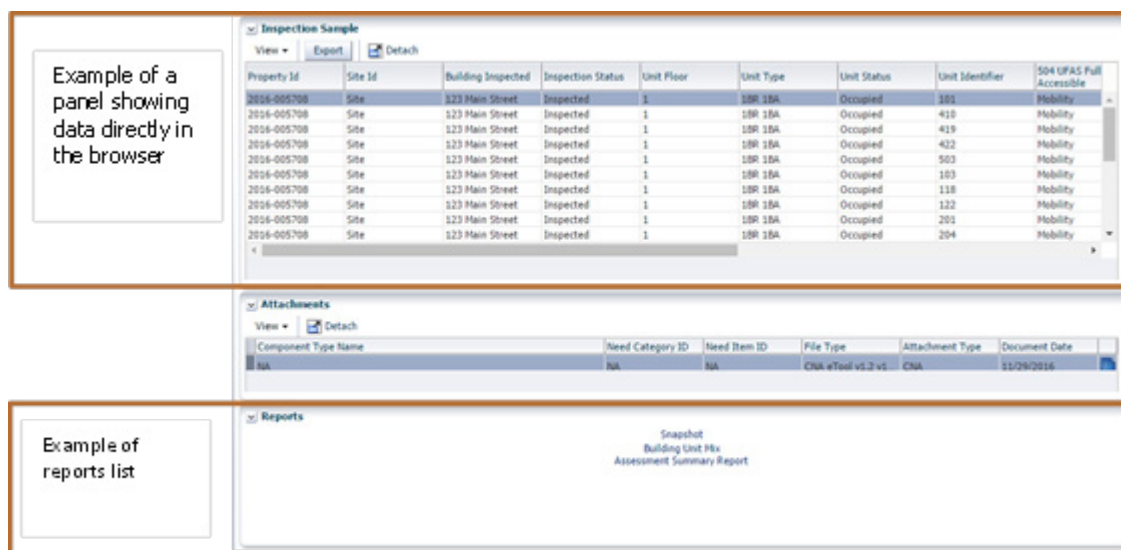 Example of a
panel showing
data directly in
the browser
Inspection Sample
View Export Detach
Property Id Site Id Building Inspected Inspection Status Unit Floor Unit Type Unit Status Unit Identifier 504 UFAS Full
Accessible
2016-005708 Site 123 Main Street Inspected 1 1BR 1BA Occupied 101 Mobility
2016-005708 Site 123 Main Street Inspected 1 1BR 1BA Occupied 410 Mobility
2016-005708 Site 123 Main Street Inspected 1 1BR 1BA Occupied 419 Mobility
2016-005708 Site 123 Main Street Inspected 1 1BR 1BA Occupied 422 Mobility
2016-005708 Site 123 Main Street Inspected 1 1BR 1BA Occupied 503 Mobility
2016-005708 Site 123 Main Street Inspected 1 1BR 1BA Occupied 103 Mobility
2016-005708 Site 123 Main Street Inspected 1 1BR 1BA Occupied 118 Mobility
2016-005708 Site 123 Main Street Inspected 1 1BR 1BA Occupied 122 Mobility
2016-005708 Site 123 Main Street Inspected 1 1BR 1BA Occupied 201 Mobility
2016-005708 Site 123 Main Street Inspected 1 1BR 1BA Occupied 204 Mobility
Attachments
View Detach
Component Type Name Need Category ID Need Item ID File Type Attachment Type Document Date
NA NA NA CNA eTool v1.2 v1... CNA 11/29/2016
Example of
reports list
Reports
Snapshot
Building Unit Mix
Assessment Summary Report